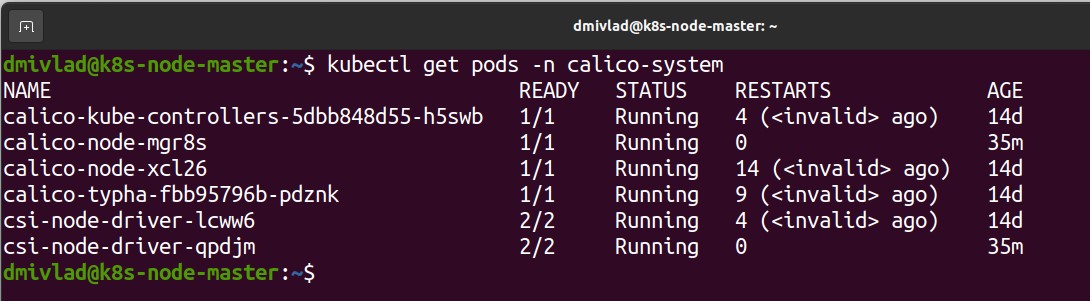 dmivlad@k8s-node-master: ~
dmivlad@k8s-node-master:~$ kubectl get pods -n calico-system
NAME READY STATUS RESTARTS AGE
calico-kube-controllers-5dbb848d55-h5swb 1/1 Running 4 (<invalid> ago) 14d
calico-node-mgr8s 1/1 Running 0 35m
calico-node-xcl26 1/1 Running 14 (<invalid> ago) 14d
calico-typha-fbb95796b-pdznk 1/1 Running 9 (<invalid> ago) 14d
csi-node-driver-lcww6 2/2 Running 4 (<invalid> ago) 14d
csi-node-driver-qpdjm 2/2 Running 0 35m
dmivlad@k8s-node-master:~$